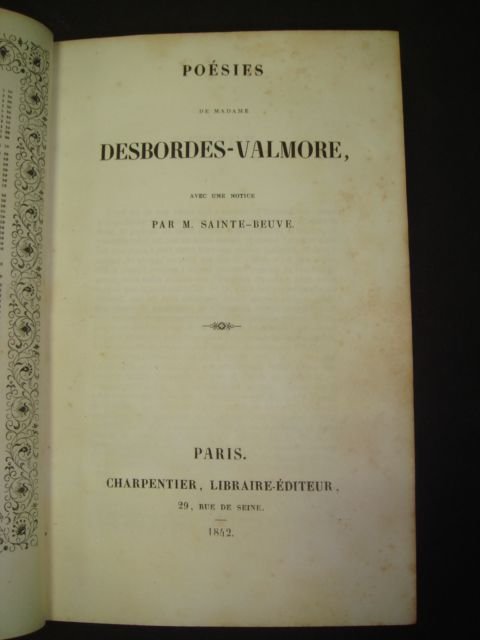 POÉSIES
DE MADAME
DESBORDES-VALMORE,
AVEC UNE NOTICE
PAR M. SAINTE-BEUVE.
PARIS.
CHARPENTIER, LIBRAIRE-ÉDITEUR,
29, RUE DE SEINE.
1842.